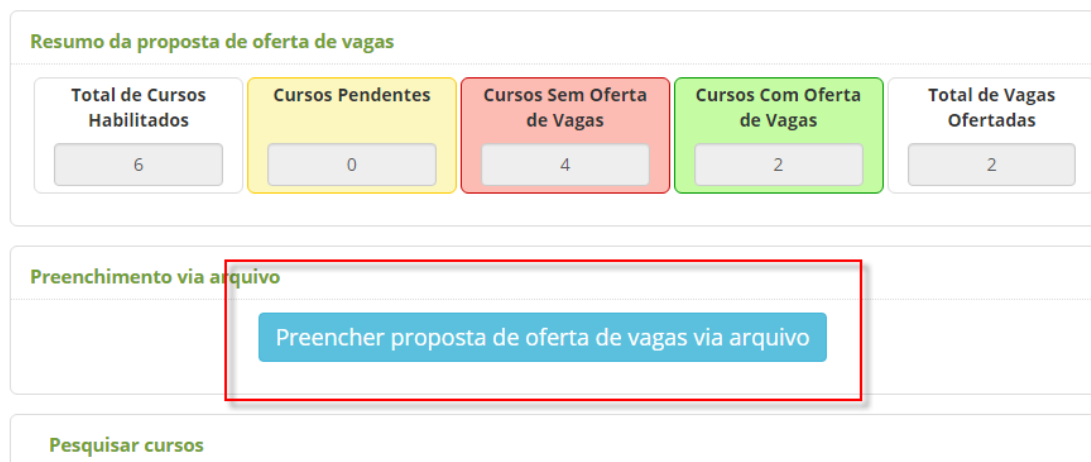 Resumo da proposta de oferta de vagas
Total de Cursos
Habilitados
6
Cursos Pendentes
0
Cursos Sem Oferta
de Vagas
4
Cursos Com Oferta
de Vagas
2
Total de Vagas
Ofertadas
2
Preenchimento via arquivo
Preencher proposta de oferta de vagas via arquivo
Pesquisar cursos